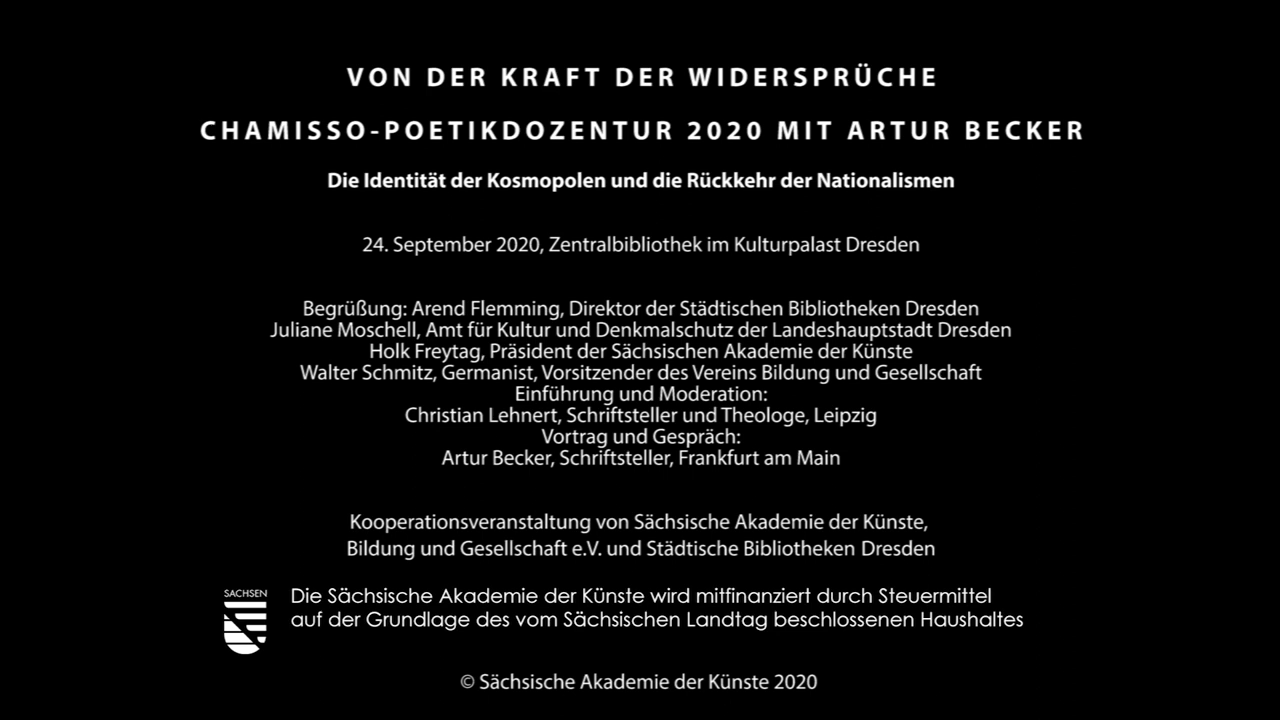 VON DER KRAFT DER WIDERSPRÜCHE
CHAMISSO-POETIKDOZENTUR 2020 MIT ARTUR BECKER
Die Identität der Kosmopolen und die Rückkehr der Nationalismen
24. September 2020, Zentralbibliothek im Kulturpalast Dresden
Begrüßung: Arend Flemming, Direktor der Städtischen Bibliotheken Dresden
Juliane Moschell, Amt für Kultur und Denkmalschutz der Landeshauptstadt Dresden
Holk Freytag, Präsident der Sächsischen Akademie der Künste
Walter Schmitz, Germanist, Vorsitzender des Vereins Bildung und Gesellschaft
Einführung und Moderation:
Christian Lehnert, Schriftsteller und Theologe, Leipzig
Vortrag und Gespräch:
Artur Becker, Schriftsteller, Frankfurt am Main
Kooperationsveranstaltung von Sächsische Akademie der Künste,
Bildung und Gesellschaft e.V. und Städtische Bibliotheken Dresden
SACHSEN
Die Sächsische Akademie der Künste wird mitfinanziert durch Steuermittel
auf der Grundlage des vom Sächsischen Landtag beschlossenen Haushaltes
© Sächsische Akademie der Künste 2020